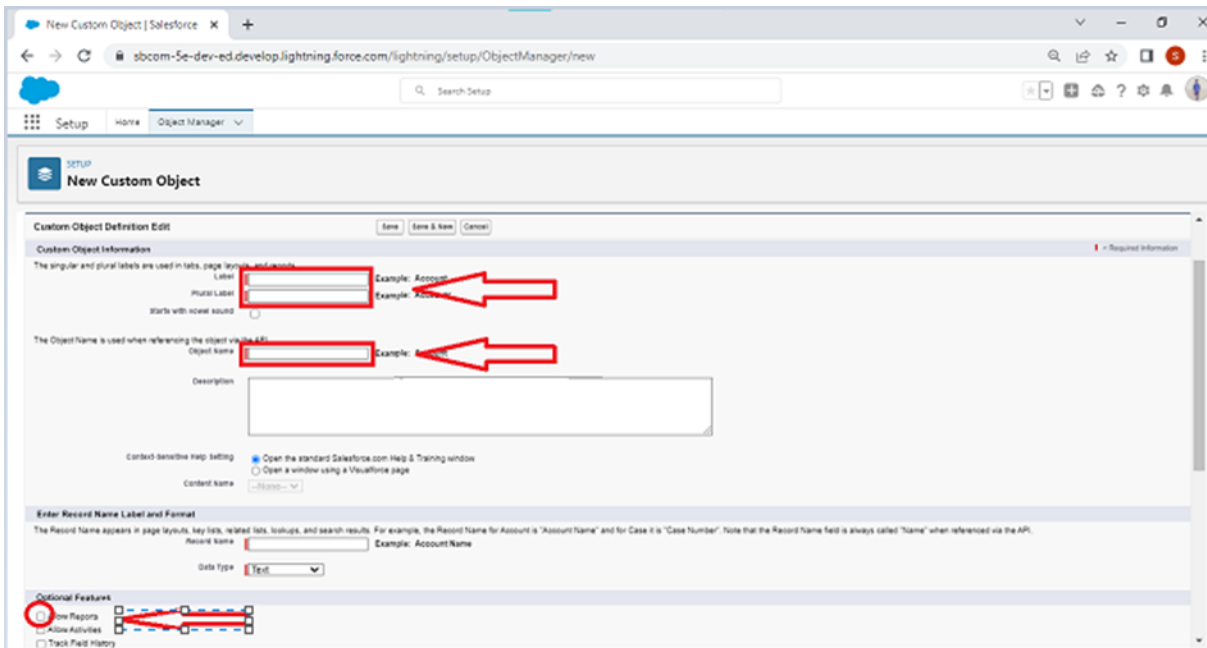 New Custom Object | Salesforce
sbcom-5e-dev-ed.develop.lightning.force.com/lightning/setup/ObjectManager/new
S
Search Setup
Setup Home Object Manager
SETUP
New Custom Object
Custom Object Definition Edit Save Save & New Cancel
Custom Object Information = Required Information
The singular and plural labels are used in tabs, page layouts, and reports.
Label Example: Account
Plural Label Example:
Starts with vowel sound
The Object Name is used when referencing the object via the API.
Object Name Example:
Description
Context-Sensitive Help Setting Open the standard Salesforce.com Help & Training window
Open a window using a Visualforce page
Content Name --None--
Enter Record Name Label and Format
The Record Name appears in page layouts, key lists, related lists, lookups, and search results. For example, the Record Name for Account is "Account Name" and for Case it is "Case Number". Note that the Record Name field is always called "Name" when referenced via the API.
Record Name Example: Account Name
Data Type Text
Optional Features
Reports
Allow Activities
Track Field History